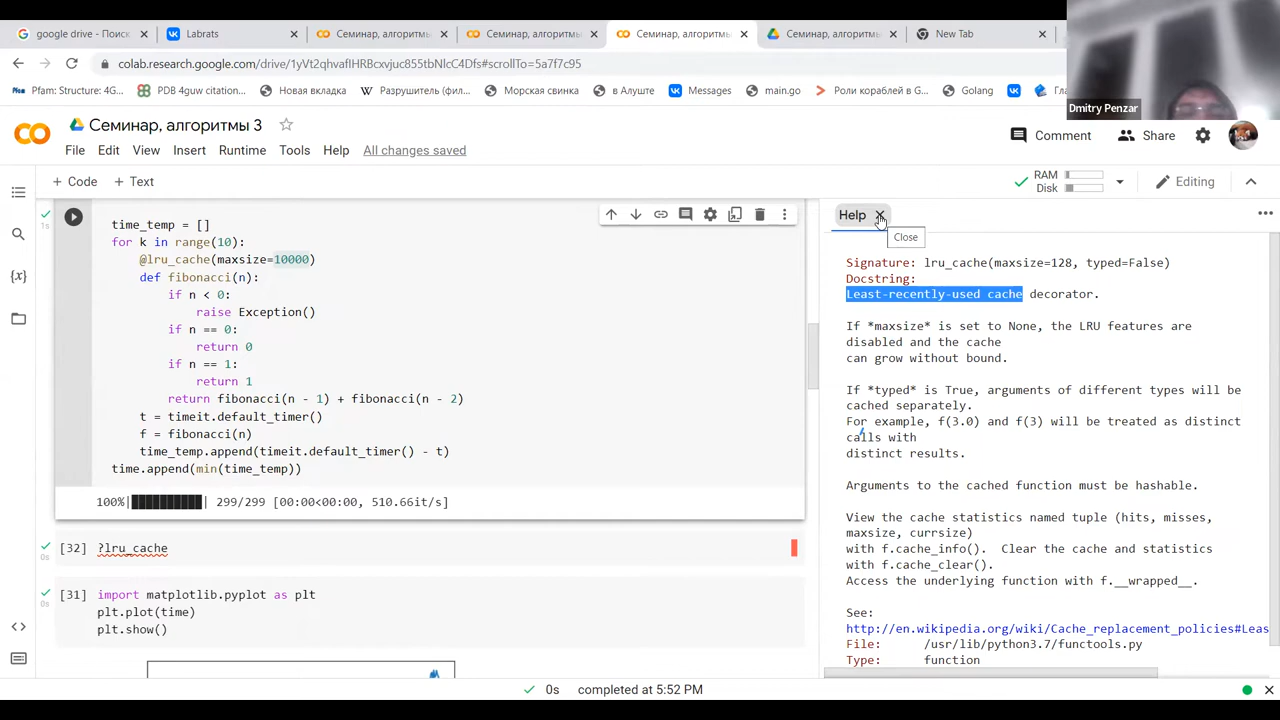 google drive - Поиск
Labrats
Семинар, алгоритмы
Семинар, алгоритмы
Семинар, алгоритмы
Семинар, алгоритмы
New Tab
colab.research.google.com/drive/1yVt2qhvaflHRBcxvjuc855tbNlcC4Dfs#scrollTo=5a7f7c95
Pfam: Structure: 4G...
PDB 4guw citation...
Новая вкладка
Разрушитель (фил...
Морская свинка
в Алуште
Messages
main.go
Роли кораблей в G...
Golang
Dmitry Penzar
Семинар, алгоритмы 3
File Edit View Insert Runtime Tools Help All changes saved
Comment
Share
+ Code + Text
RAM
Disk
Editing
1s
time_temp = []
for k in range(10):
@lru_cache(maxsize=10000)
def fibonacci(n):
if n < 0:
raise Exception()
if n == 0:
return 0
if n == 1:
return 1
return fibonacci(n - 1) + fibonacci(n - 2)
t = timeit.default_timer()
f = fibonacci(n)
time_temp.append(timeit.default_timer() - t)
time.append(min(time_temp))
100%|██████████| 299/299 [00:00<00:00, 510.66it/s]
[32] ?lru_cache
0s
[31] import matplotlib.pyplot as plt
0s
plt.plot(time)
plt.show()
Help
Close
Signature: lru_cache(maxsize=128, typed=False)
Docstring:
Least-recently-used cache decorator.
If *maxsize* is set to None, the LRU features are
disabled and the cache
can grow without bound.
If *typed* is True, arguments of different types will be
cached separately.
For example, f(3.0) and f(3) will be treated as distinct
calls with
distinct results.
Arguments to the cached function must be hashable.
View the cache statistics named tuple (hits, misses,
maxsize, currsize)
with f.cache_info(). Clear the cache and statistics
with f.cache_clear().
Access the underlying function with f.__wrapped__.
See:
http://en.wikipedia.org/wiki/Cache_replacement_policies#Leas
File: /usr/lib/python3.7/functools.py
Type: function
0s completed at 5:52 PM